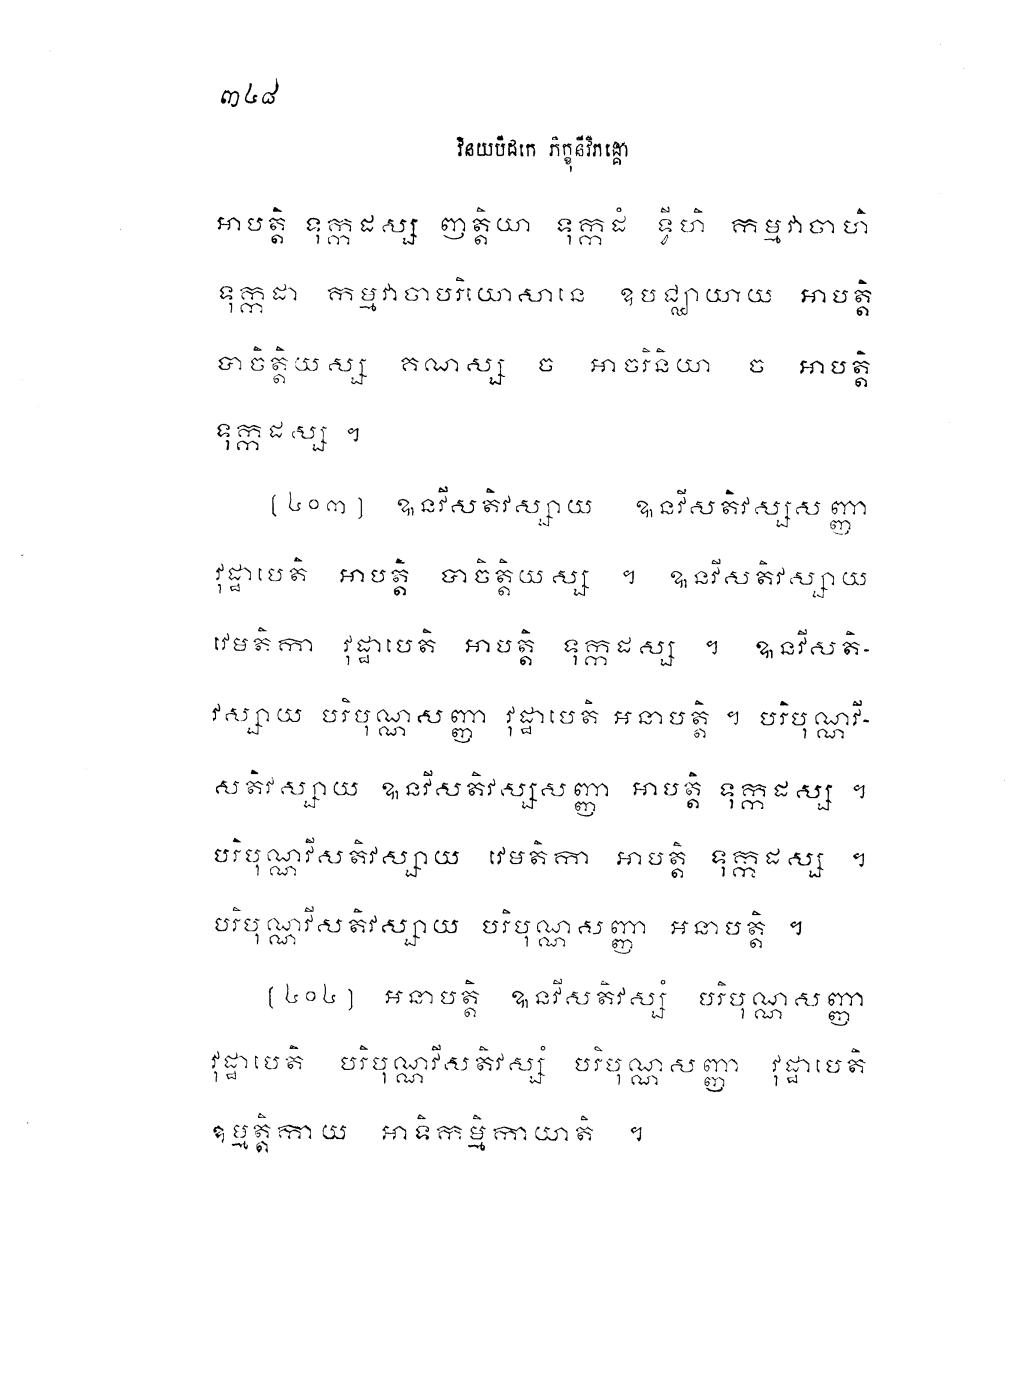 ៣៤៨
វិនយបិដកេ ភិក្ខុនីវិភង្គោ
អាបត្តិ ទុក្កដស្ស ញត្តិយា ទុក្កដំ ទ្វីហិ កម្មវាចាហិ
ទុក្កដា កម្មវាចាបរិយោសានេ ឧបជ្ឈាយាយ អាបត្តិ
បាចិត្តិយស្ស គណស្ស ច អាចរិនិយា ច អាបត្តិ
ទុក្កដស្ស ។
(៤០៣) ឩនវីសតិវស្សាយ ឩនវីសតិវស្សសញ្ញា
វុដ្ឋាបេតិ អាបត្តិ បាចិត្តិយស្ស ។ ឩនវីសតិវស្សាយ
វេមតិកា វុដ្ឋាបេតិ អាបត្តិ ទុក្កដស្ស ។ ឩនវីសតិ-
វស្សាយ បរិបុណ្ណសញ្ញា វុដ្ឋាបេតិ អនាបត្តិ ។ បរិបុណ្ណវី-
សតិវស្សាយ ឩនវីសតិវស្សសញ្ញា អាបត្តិ ទុក្កដស្ស ។
បរិបុណ្ណវីសតិវស្សាយ វេមតិកា អាបត្តិ ទុក្កដស្ស ។
បរិបុណ្ណវីសតិវស្សាយ បរិបុណ្ណសញ្ញា អនាបត្តិ ។
(៤០៤) អនាបត្តិ ឩនវីសតិវស្សំ បរិបុណ្ណសញ្ញា
វុដ្ឋាបេតិ បរិបុណ្ណវីសតិវស្សំ បរិបុណ្ណសញ្ញា វុដ្ឋាបេតិ
ឧម្មត្តិកាយ អាទិកម្មិកាយាតិ ។